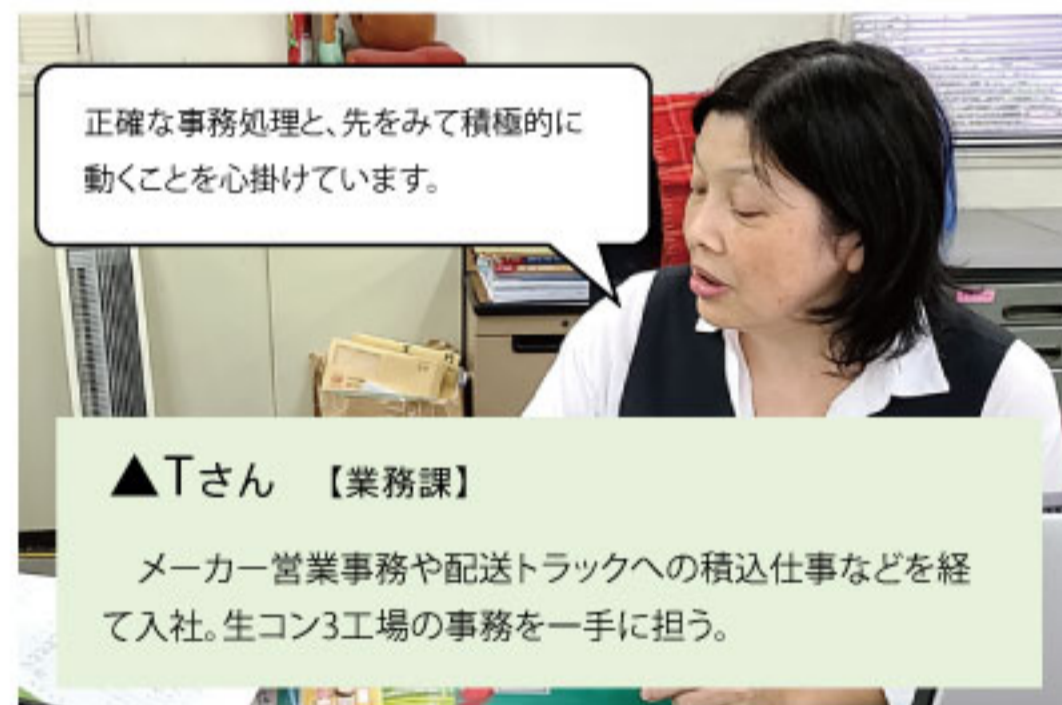 正確な事務処理と、先をみて積極的に
動くことを心掛けています。
▲Tさん　【業務課】
メーカー営業事務や配送トラックへの積込仕事などを経
て入社。生コン3工場の事務を一手に担う。